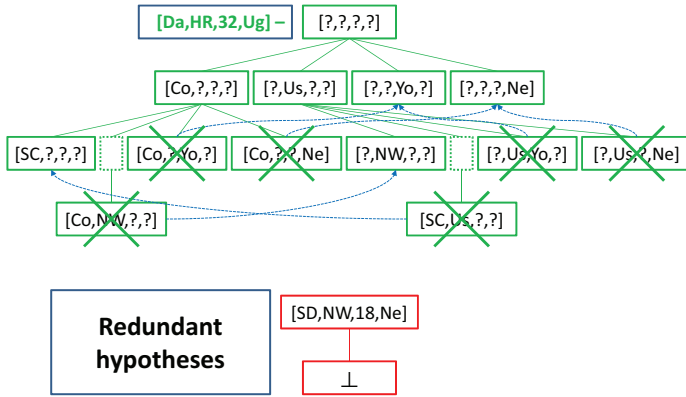 [Da,HR,32,Ug] –
[?,?,?,?]
[Co,?,?,?]
[?,Us,?,?]
[?,?,Yo,?]
[?,?,?,Ne]
[SC,?,?,?]
[Co,?,Yo,?]
[Co,?,?,Ne]
[?,NW,?,?]
[?,Us,Yo,?]
[?,Us,?,Ne]
[Co,NW,?,?]
[SC,Us,?,?]
Redundant
hypotheses
[SD,NW,18,Ne]
⊥